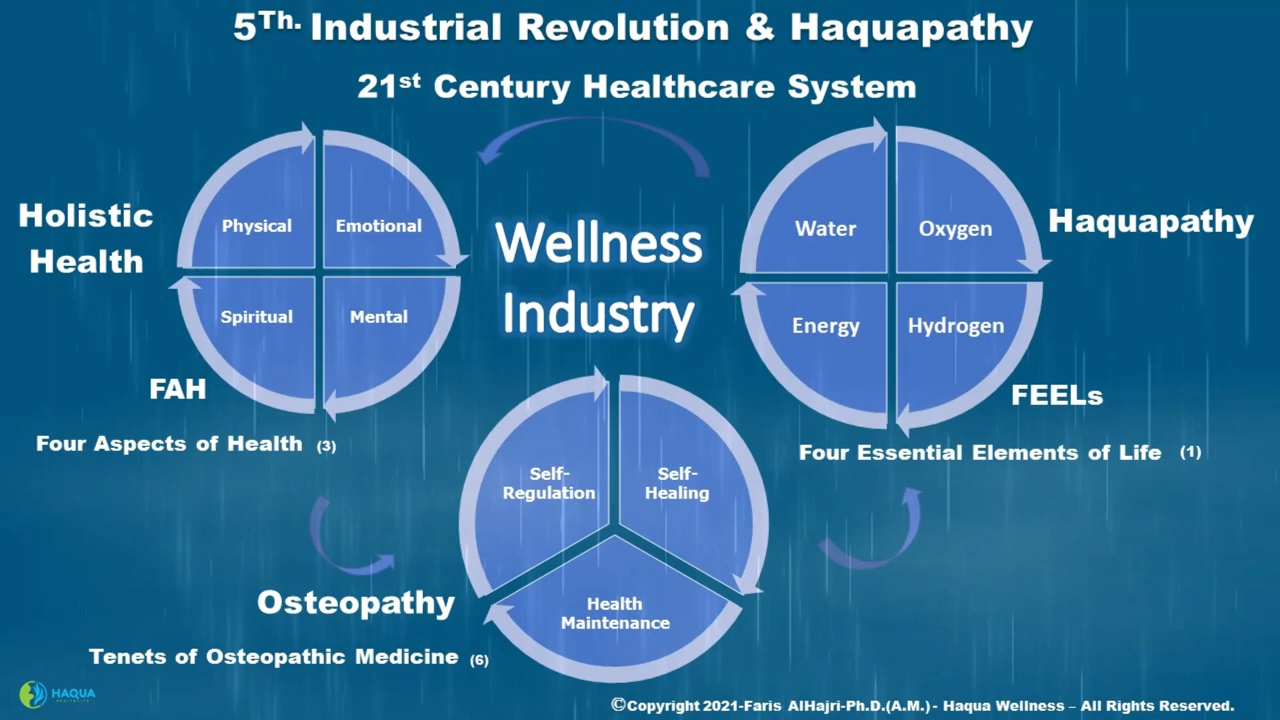 5Th. Industrial Revolution & Haquapathy
21st Century Healthcare System
Holistic
Health
Physical
Emotional
Spiritual
Mental
FAH
Four Aspects of Health (3)
Wellness
Industry
Water
Oxygen
Energy
Hydrogen
Haquapathy
FEELs
Four Essential Elements of Life (1)
Self-
Regulation
Self-
Healing
Health
Maintenance
Osteopathy
Tenets of Osteopathic Medicine (6)
HAQUA
©Copyright 2021-Faris AlHajri-Ph.D.(A.M.) - Haqua Wellness – All Rights Reserved.